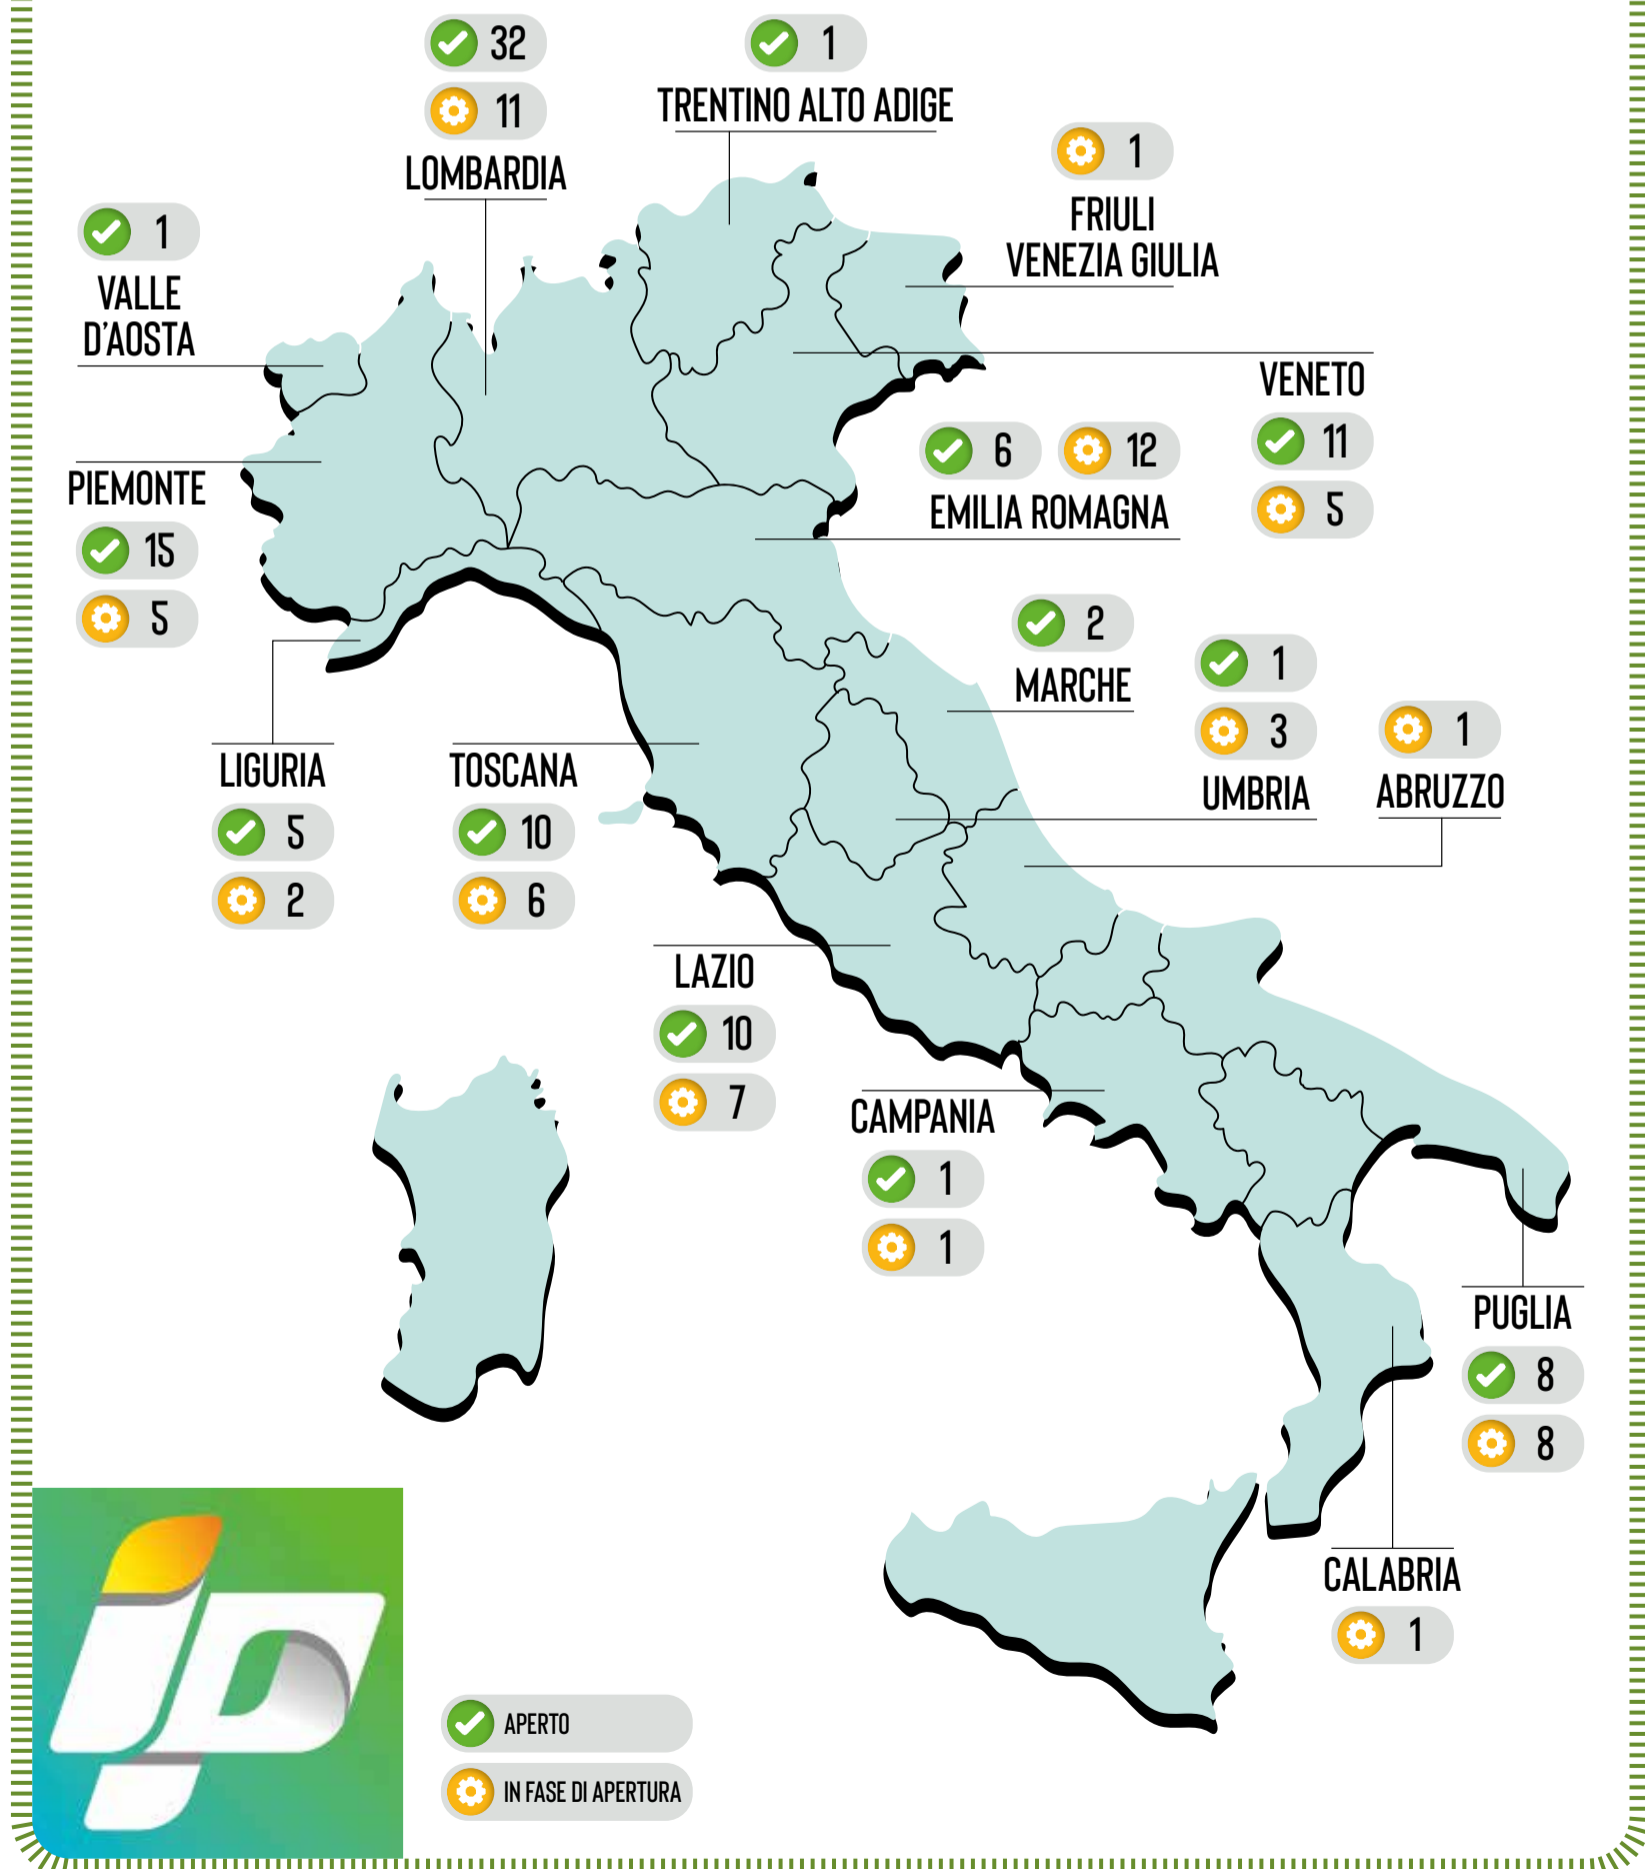 32
11
LOMBARDIA
1
TRENTINO ALTO ADIGE
1
FRIULI
VENEZIA GIULIA
1
VALLE
D'AOSTA
VENETO
11
5
6 12
EMILIA ROMAGNA
PIEMONTE
15
5
2
MARCHE
1
3
UMBRIA
1
ABRUZZO
LIGURIA
5
2
TOSCANA
10
6
LAZIO
10
7
CAMPANIA
1
1
PUGLIA
8
8
CALABRIA
1
ip
APERTO
IN FASE DI APERTURA